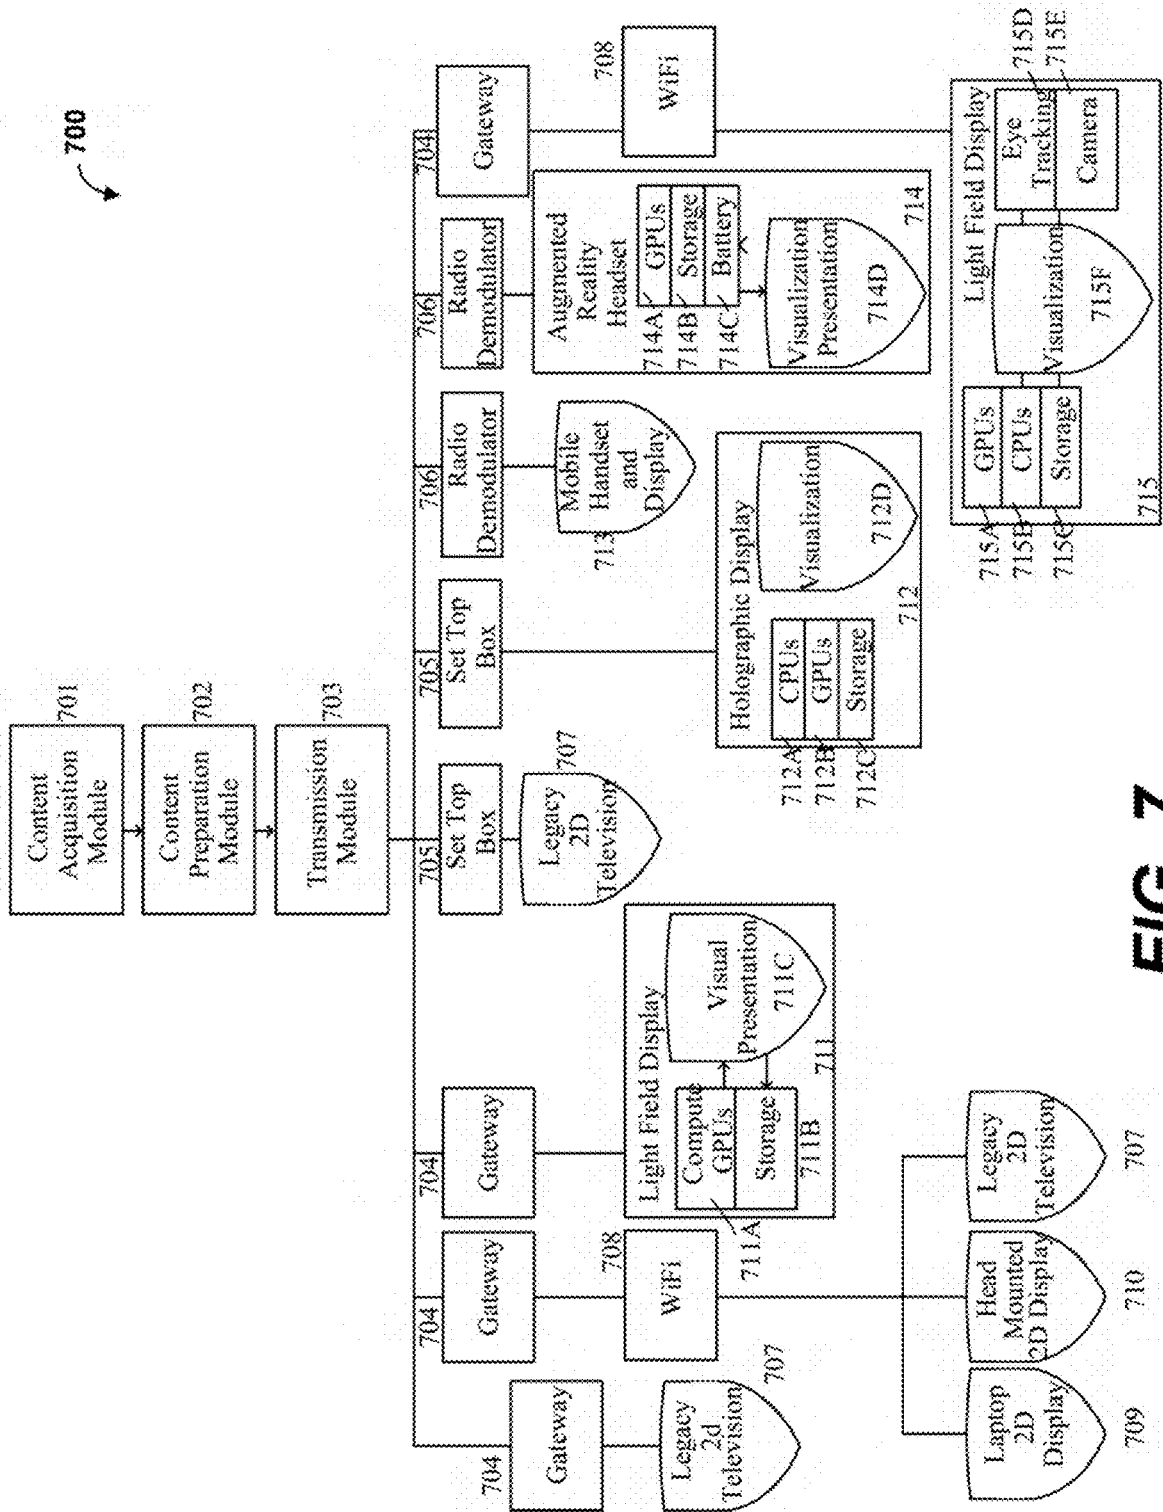 700
Content
Acquisition
Module
701
Content
Preparation
Module
702
Transmission
Module
703
704
Gateway
Legacy
2d
Television
707
704
Gateway
708
WiFi
Laptop
2D
Display
709
Head
Mounted
2D Display
710
Legacy
2D
Television
707
704
Gateway
Light Field Display
Compute
GPUs
Storage
711A
711B
Visual
Presentation
711C
711
705
Set Top
Box
Legacy
2D
Television
707
705
Set Top
Box
Holographic Display
CPUs
GPUs
Storage
712A
712B
712C
Visualization
712D
712
706
Radio
Demodulator
Mobile
Handset
and
Display
713
706
Radio
Demodulator
Augmented
Reality
Headset
GPUs
Storage
Battery
714A
714B
714C
Visualization
Presentation
714D
714
704
Gateway
708
WiFi
Light Field Display
GPUs
CPUs
Storage
715A
715B
715C
Visualization
715F
Eye
Tracking
Camera
715D
715E
715
FIG. 7